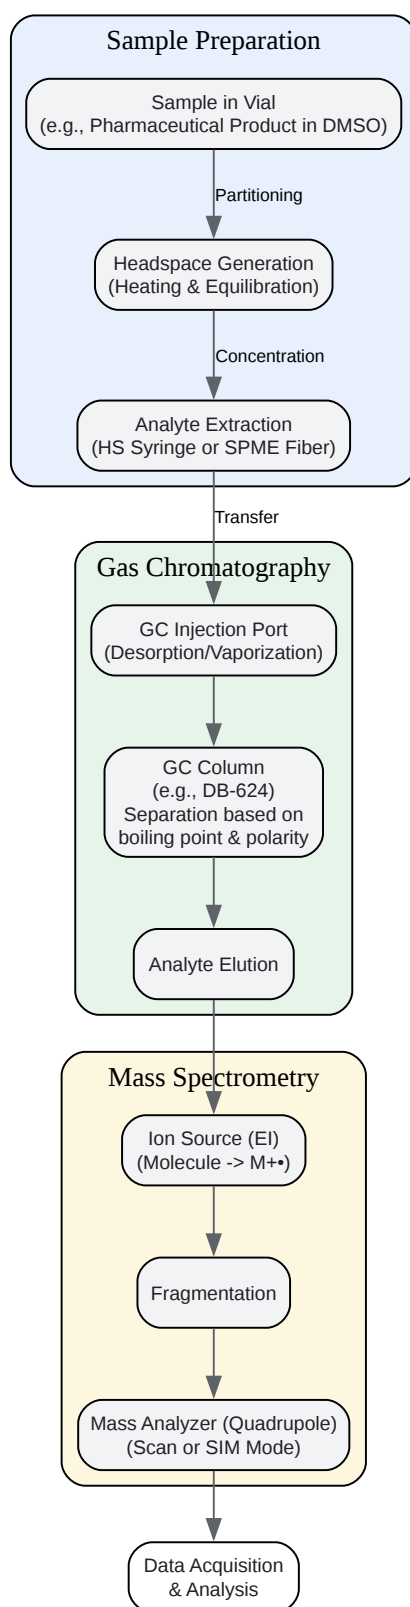 Sample Preparation
Sample in Vial
(e.g., Pharmaceutical Product in DMSO)
Partitioning
Headspace Generation
(Heating & Equilibration)
Concentration
Analyte Extraction
(HS Syringe or SPME Fiber)
Transfer
Gas Chromatography
GC Injection Port
(Desorption/Vaporization)
GC Column
(e.g., DB-624)
Separation based on
boiling point & polarity
Analyte Elution
Mass Spectrometry
Ion Source (EI)
(Molecule -> M+•)
Fragmentation
Mass Analyzer (Quadrupole)
(Scan or SIM Mode)
Data Acquisition
& Analysis